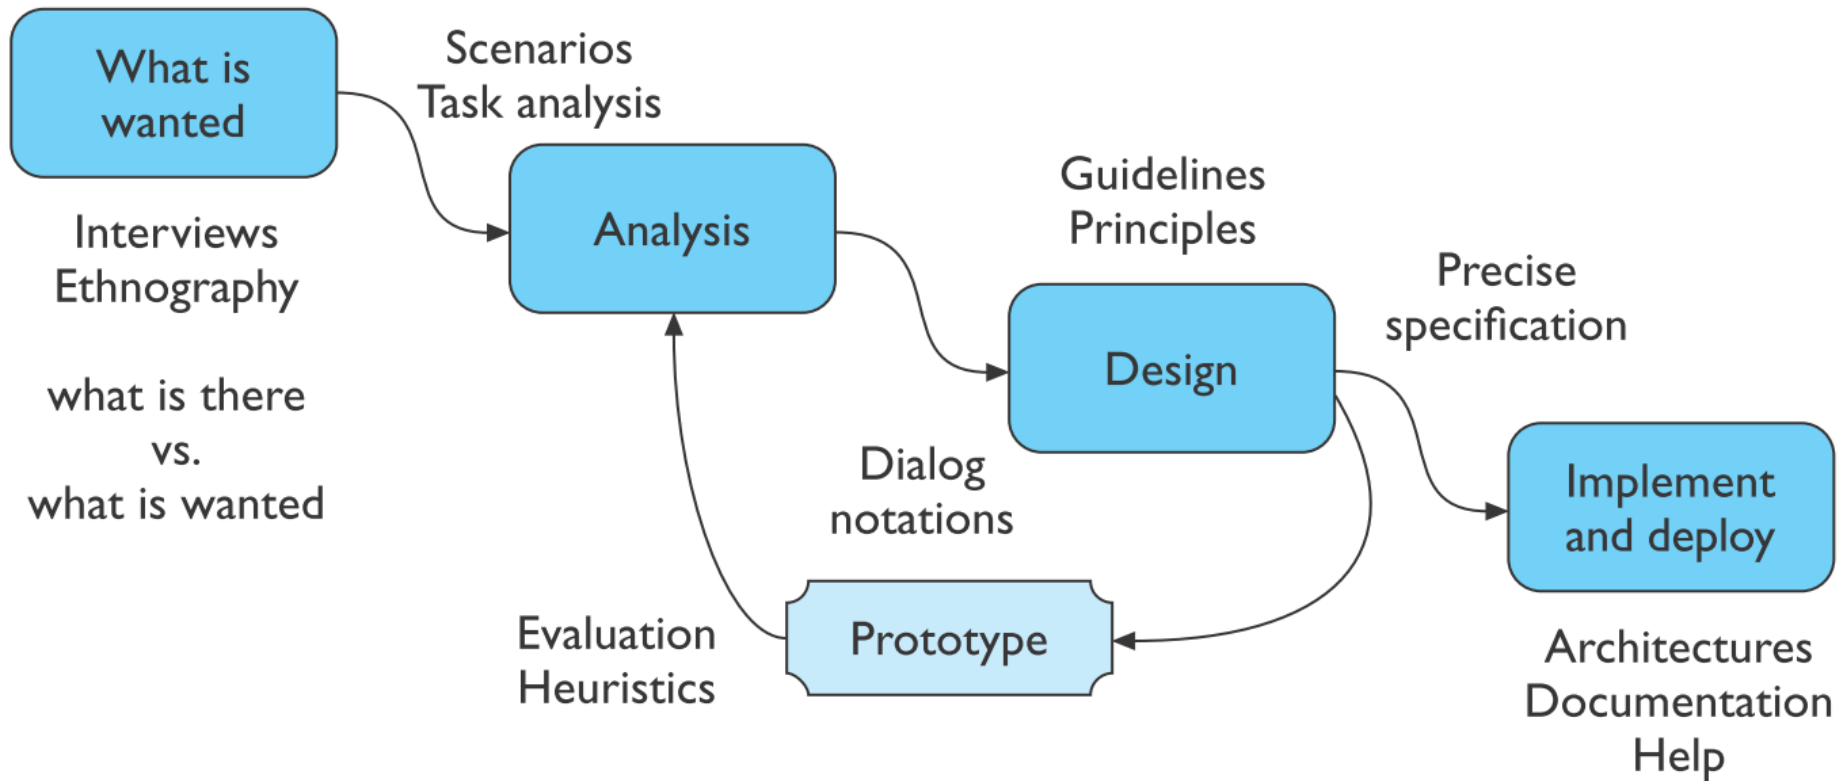 What is
wanted
Interviews
Ethnography
what is there
vs.
what is wanted
Scenarios
Task analysis
Analysis
Guidelines
Principles
Design
Precise
specification
Dialog
notations
Prototype
Evaluation
Heuristics
Implement
and deploy
Architectures
Documentation
Help